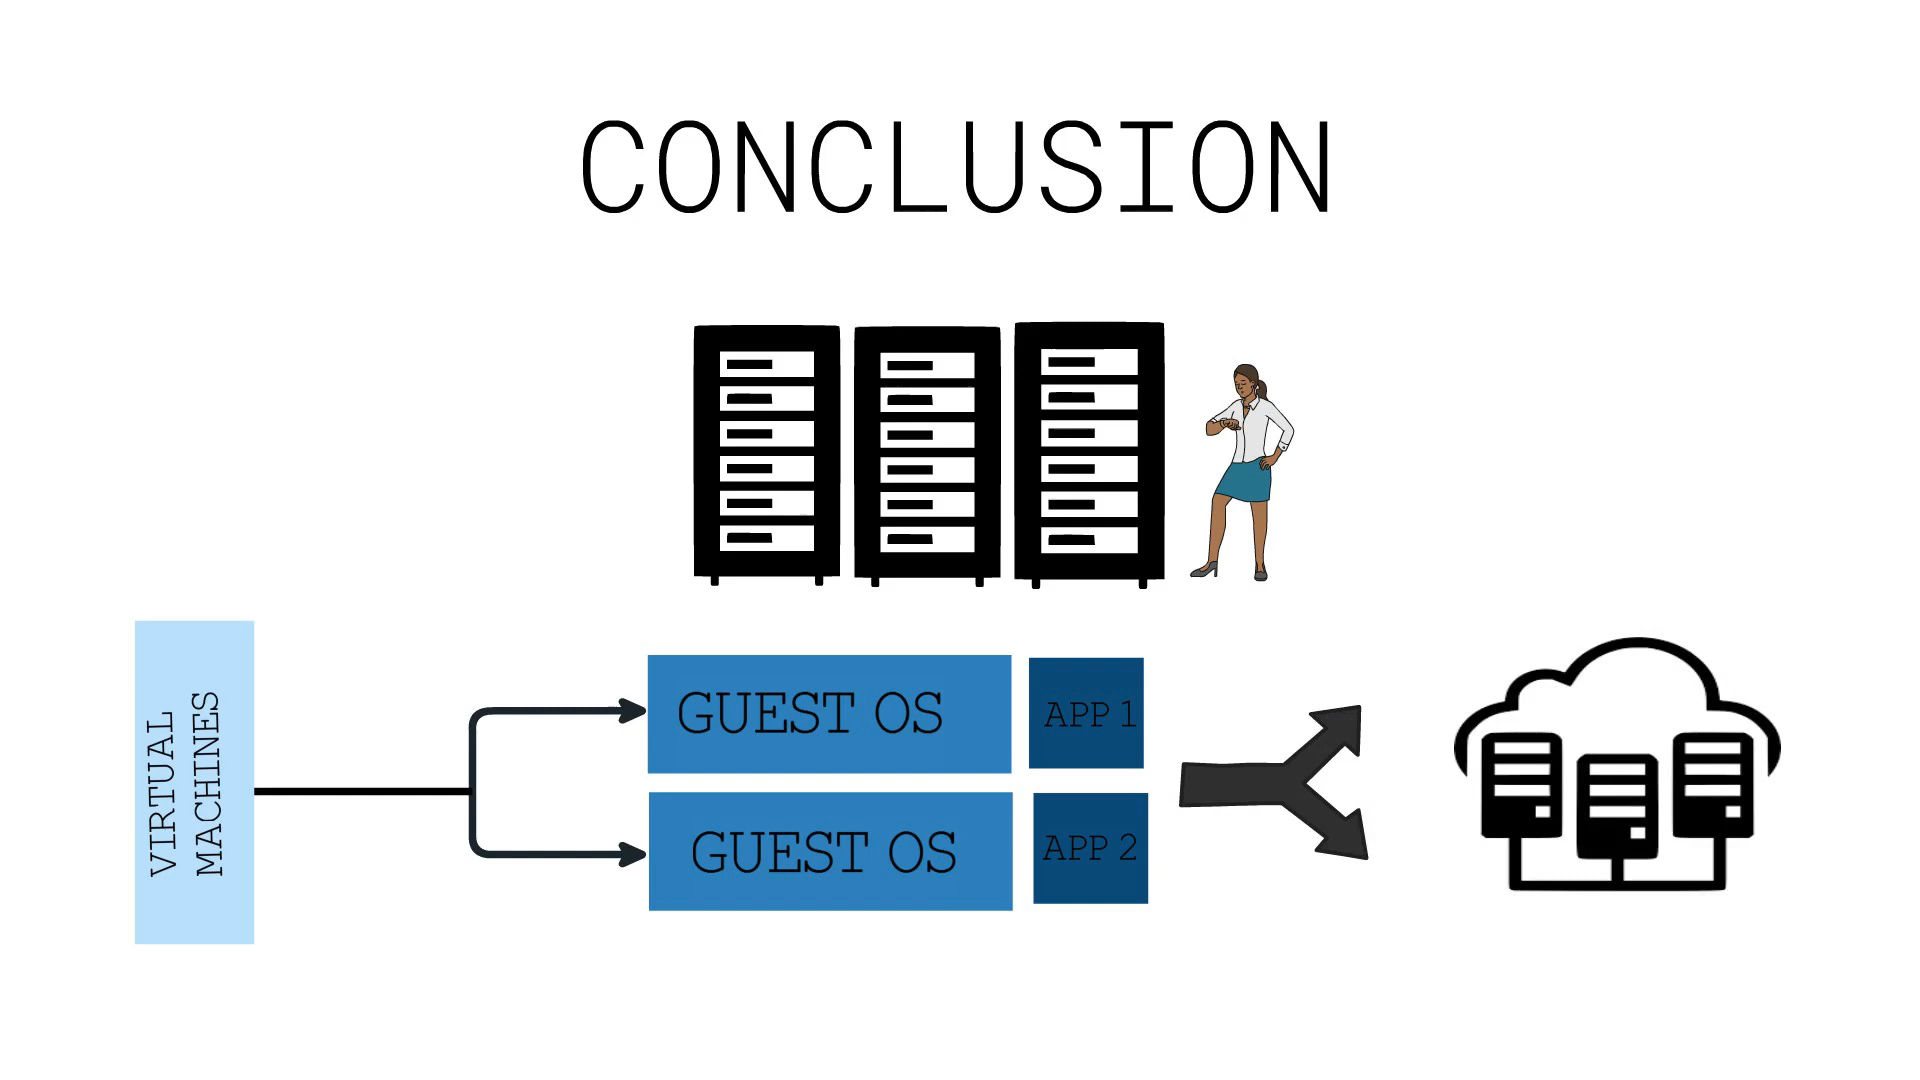 CONCLUSION
VIRTUAL
MACHINES
GUEST OS
APP 1
GUEST OS
APP 2